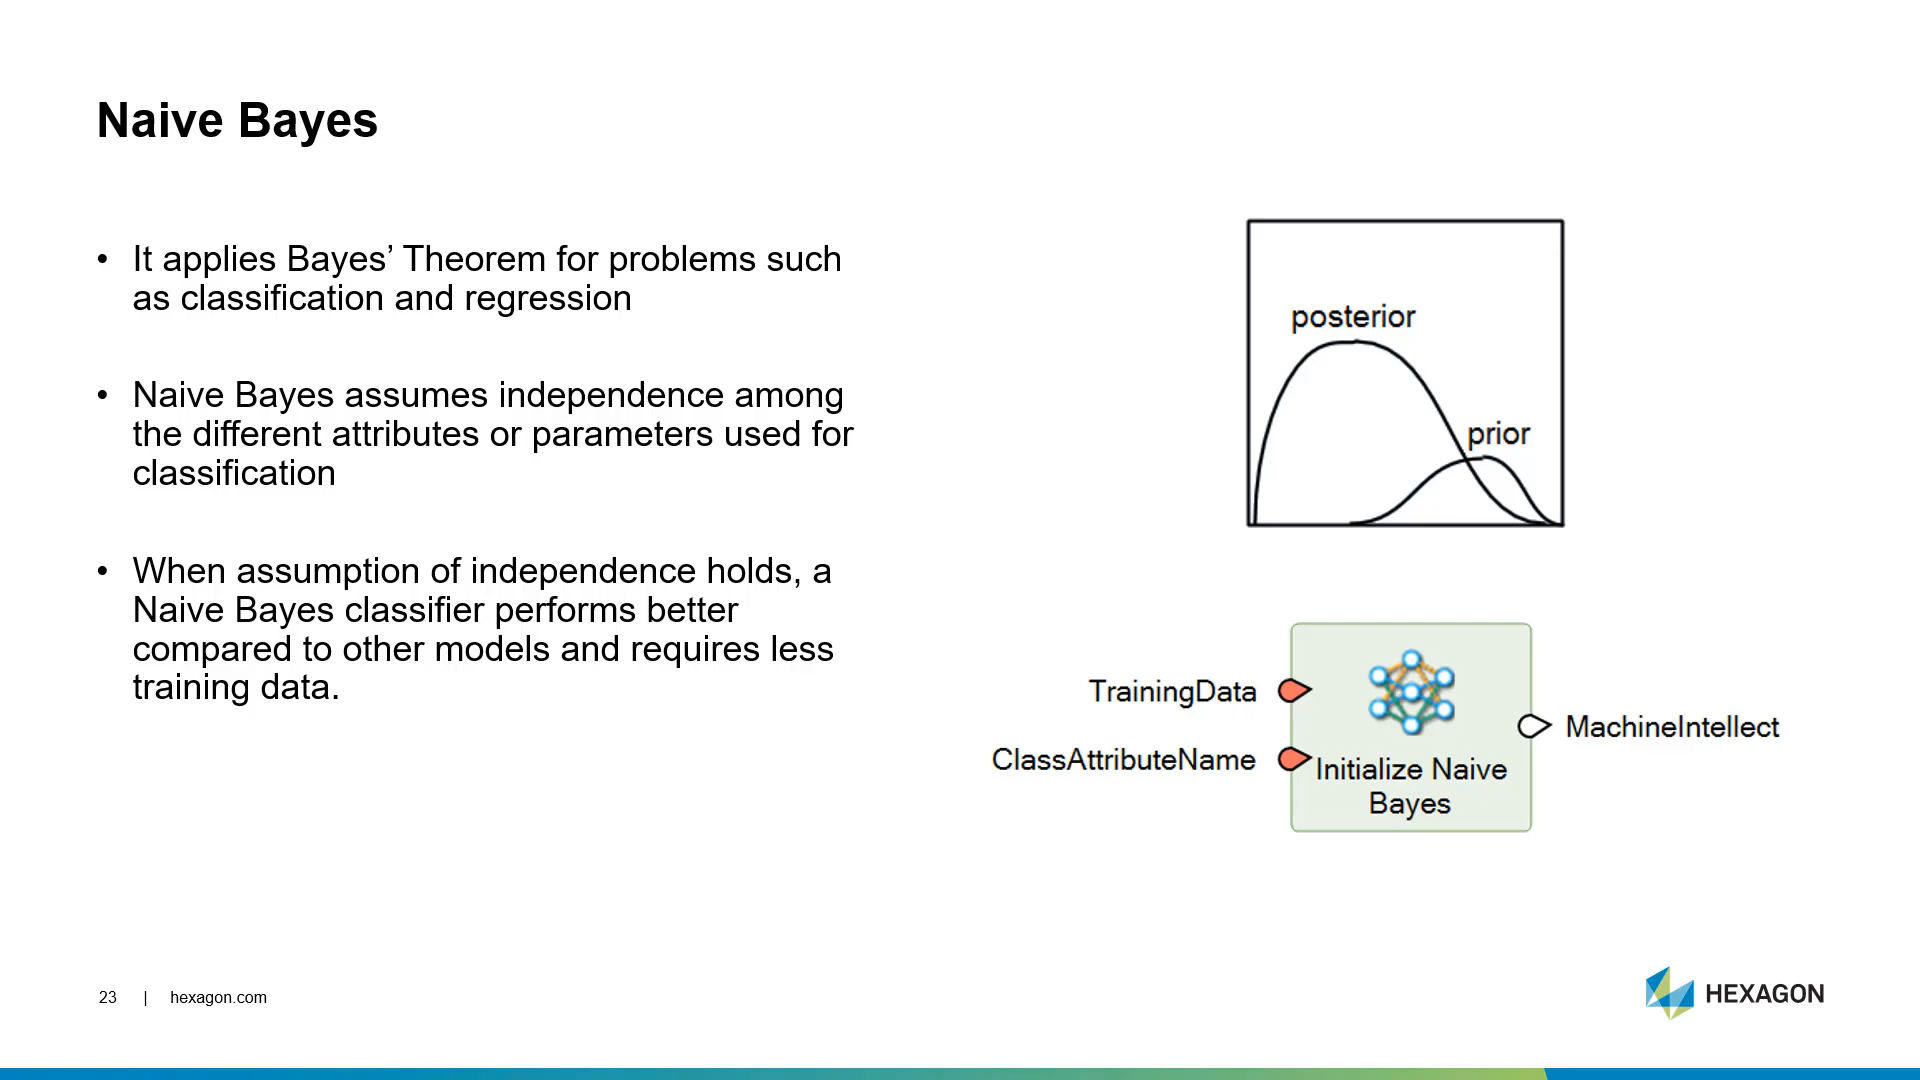 Naive Bayes
• It applies Bayes’ Theorem for problems such
as classification and regression
• Naive Bayes assumes independence among
the different attributes or parameters used for
classification
• When assumption of independence holds, a
Naive Bayes classifier performs better
compared to other models and requires less
training data.
posterior
prior
TrainingData
ClassAttributeName
Initialize Naive
Bayes
MachineIntellect
23 | hexagon.com
HEXAGON